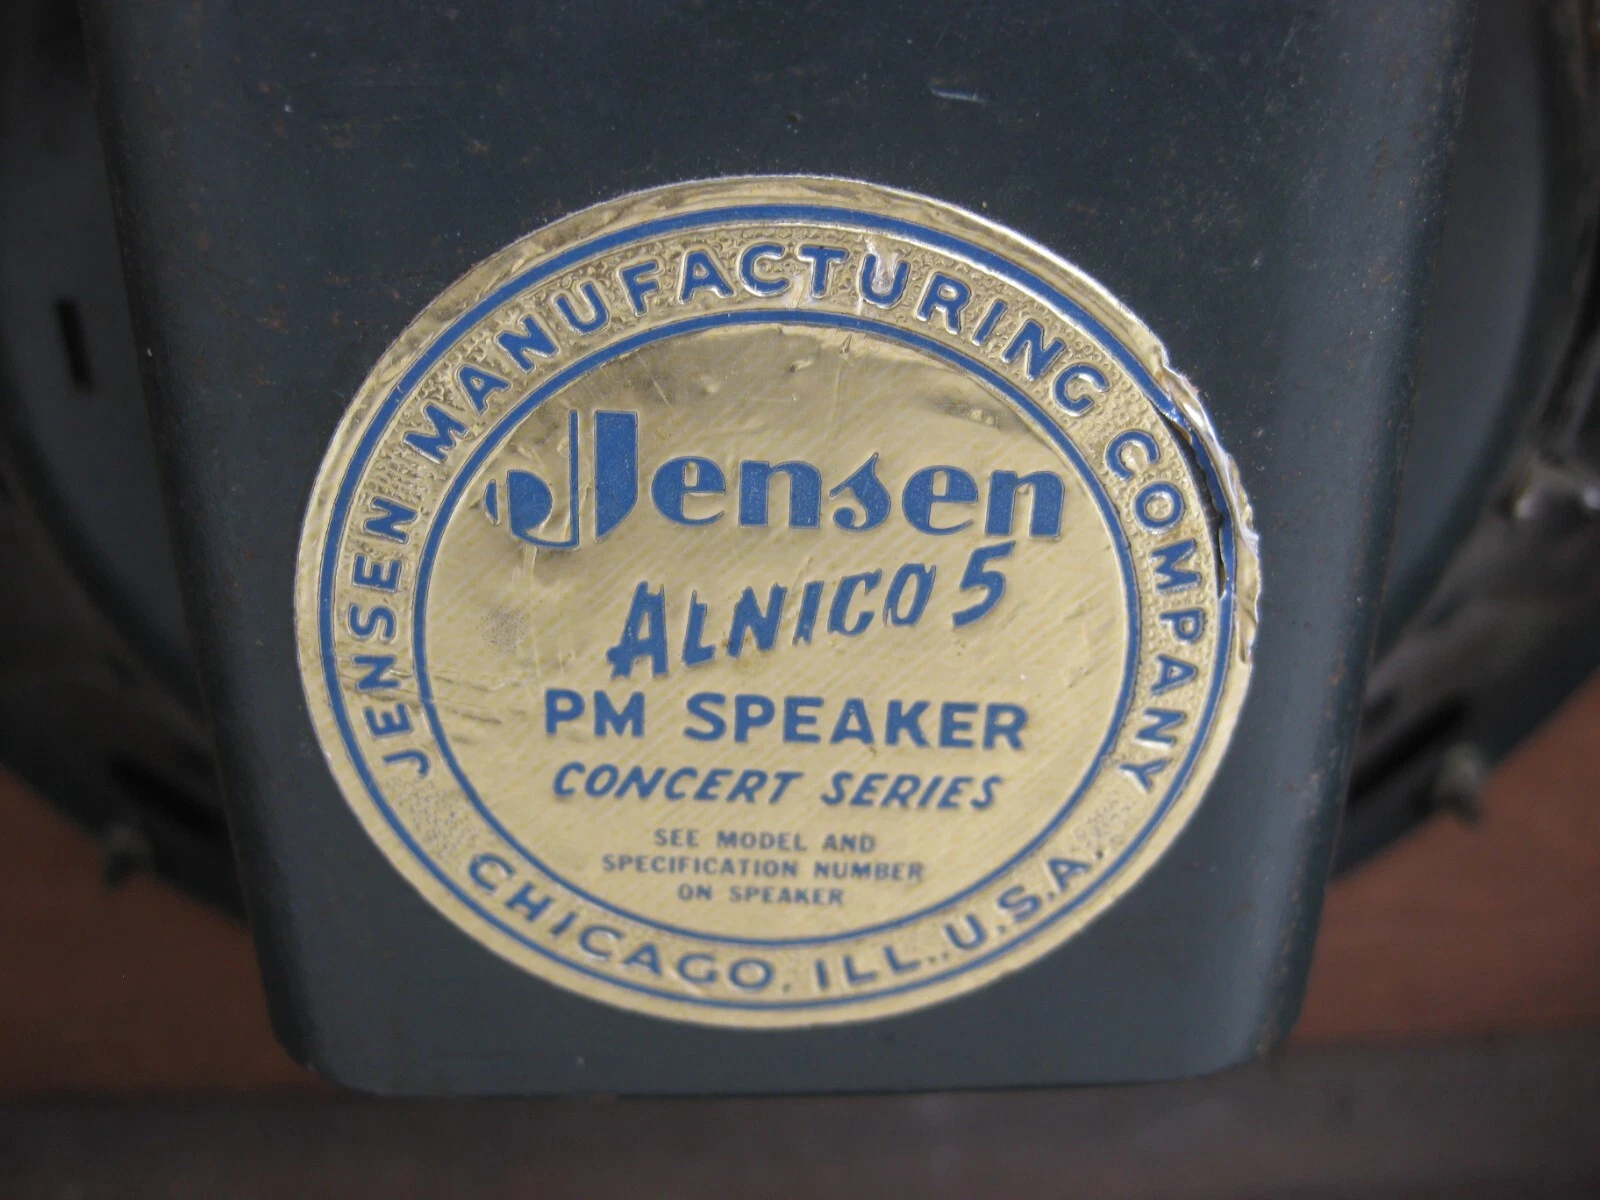 JENSEN MANUFACTURING COMPANY
Jensen
ALNICO 5
PM SPEAKER
CONCERT SERIES
SEE MODEL AND
SPECIFICATION NUMBER
ON SPEAKER
CHICAGO, ILL., U.S.A.